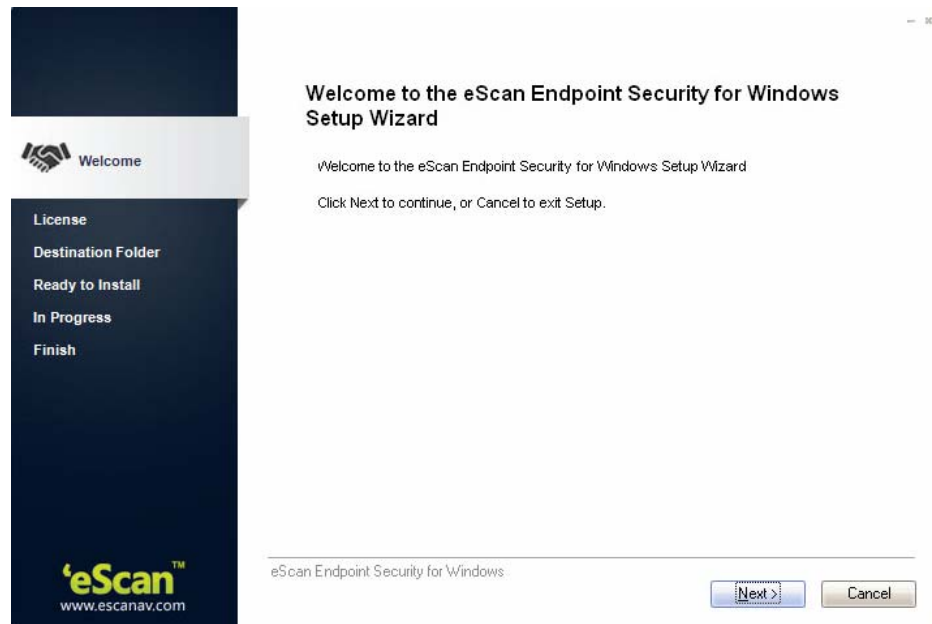 Welcome to the eScan Endpoint Security for Windows
Setup Wizard
Welcome
Welcome to the eScan Endpoint Security for Windows Setup Wizard
Click Next to continue, or Cancel to exit Setup.
License
Destination Folder
Ready to Install
In Progress
Finish
eScan™
www.escanav.com
eScan Endpoint Security for Windows
Next >
Cancel